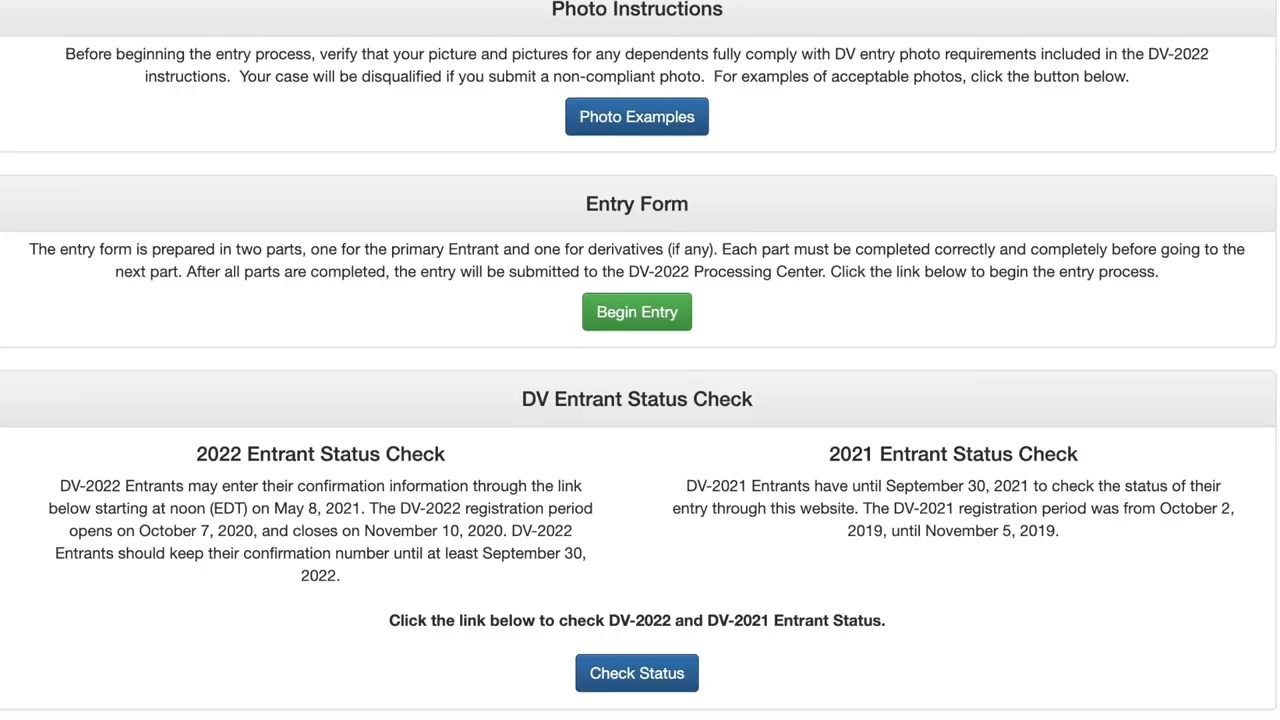 Photo Instructions
Before beginning the entry process, verify that your picture and pictures for any dependents fully comply with DV entry photo requirements included in the DV-2022
instructions.  Your case will be disqualified if you submit a non-compliant photo.  For examples of acceptable photos, click the button below.
Photo Examples
Entry Form
The entry form is prepared in two parts, one for the primary Entrant and one for derivatives (if any). Each part must be completed correctly and completely before going to the
next part. After all parts are completed, the entry will be submitted to the DV-2022 Processing Center. Click the link below to begin the entry process.
Begin Entry
DV Entrant Status Check
2022 Entrant Status Check
DV-2022 Entrants may enter their confirmation information through the link
below starting at noon (EDT) on May 8, 2021. The DV-2022 registration period
opens on October 7, 2020, and closes on November 10, 2020. DV-2022
Entrants should keep their confirmation number until at least September 30,
2022.
2021 Entrant Status Check
DV-2021 Entrants have until September 30, 2021 to check the status of their
entry through this website. The DV-2021 registration period was from October 2,
2019, until November 5, 2019.
Click the link below to check DV-2022 and DV-2021 Entrant Status.
Check Status